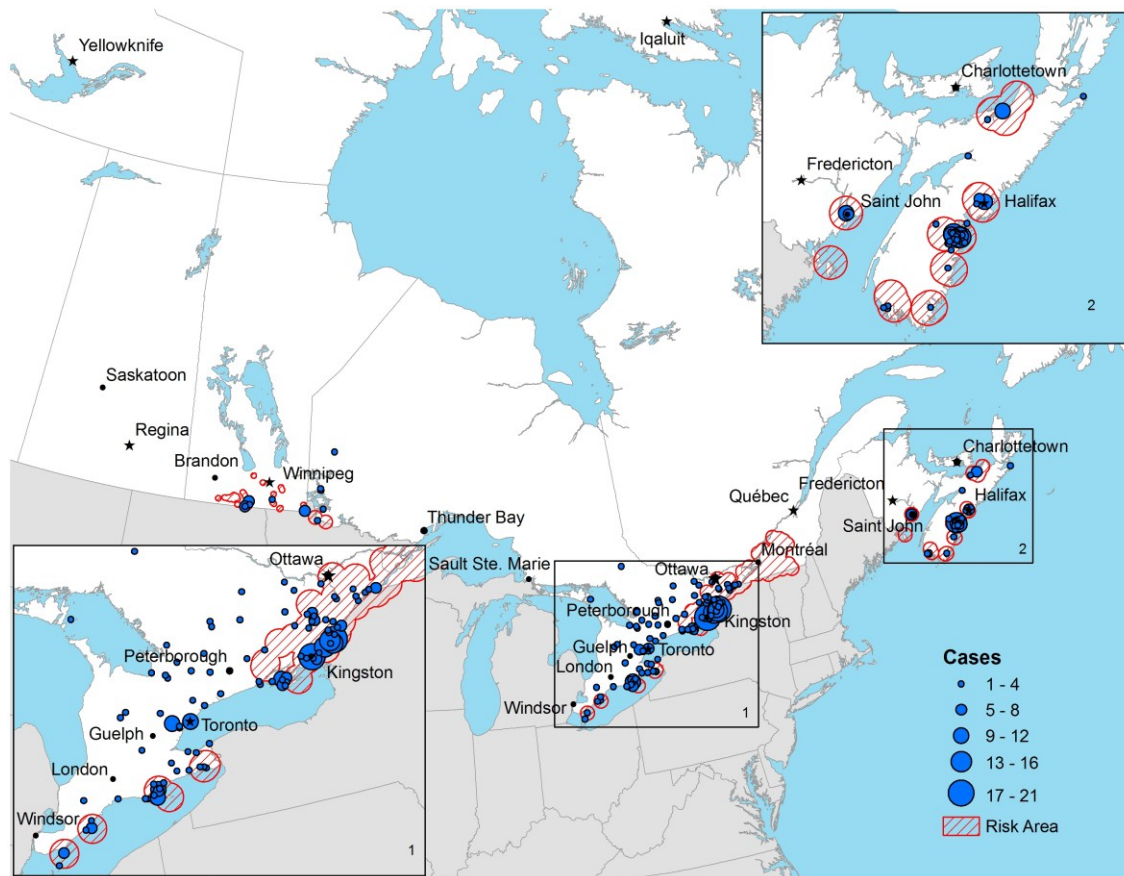 Yellowknife
Iqaluit
Charlottetown
Fredericton
Saint John
Halifax
2
Saskatoon
Regina
Brandon
Winnipeg
Thunder Bay
Sault Ste. Marie
Québec
Fredericton
Charlottetown
Halifax
Saint John
2
Montréal
Ottawa
Peterborough
Kingston
Guelph
Toronto
London
Windsor
1
Ottawa
Peterborough
Kingston
Guelph
Toronto
London
Windsor
1
Cases
1 - 4
5 - 8
9 - 12
13 - 16
17 - 21
Risk Area